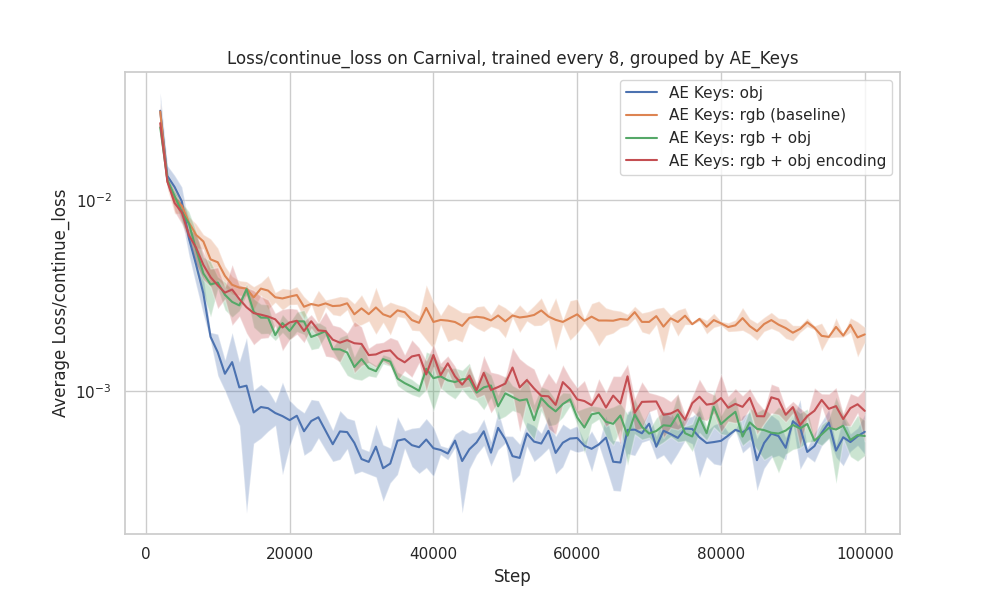 Loss/continue_loss on Carnival, trained every 8, grouped by AE_Keys
AE Keys: obj
AE Keys: rgb (baseline)
AE Keys: rgb + obj
AE Keys: rgb + obj encoding
Average Loss/continue_loss
10⁻²
10⁻³
0 20000 40000 60000 80000 100000
Step